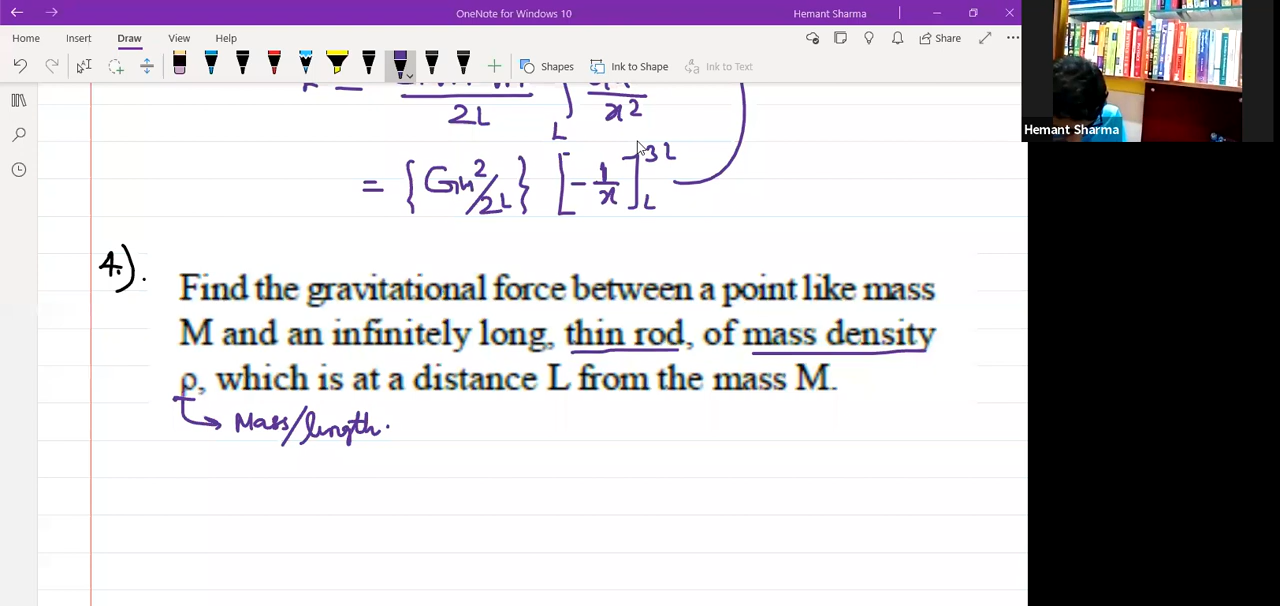 OneNote for Windows 10
Hemant Sharma
Home Insert Draw View Help
Share
Shapes Ink to Shape Ink to Text
Hemant Sharma
2L ∫ L x²
= {Gm²/2L} [-1/x] 3L L
4.).
Find the gravitational force between a point like mass
M and an infinitely long, thin rod, of mass density
ρ, which is at a distance L from the mass M.
→ Mass/length.